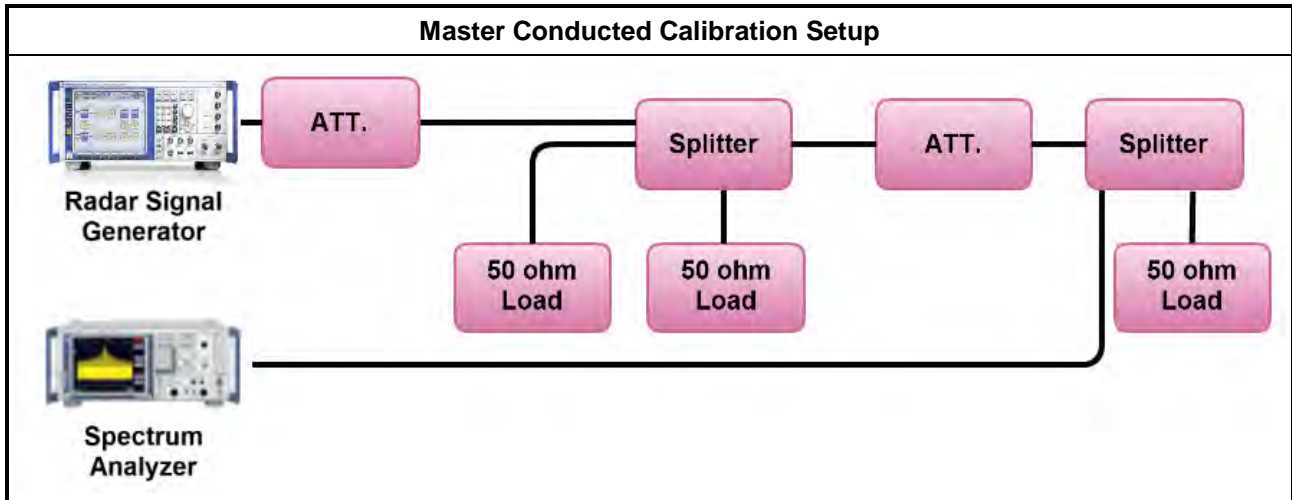 Master Conducted Calibration Setup
ATT.
Splitter
ATT.
Splitter
Radar Signal
Generator
50 ohm
Load
50 ohm
Load
50 ohm
Load
Spectrum
Analyzer